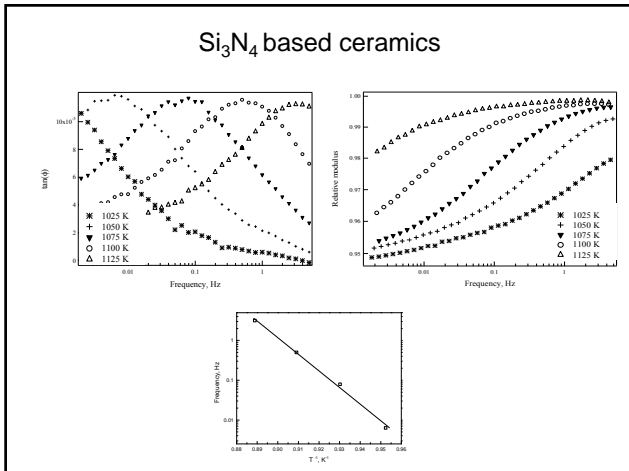 Si₃N₄ based ceramics
10x10⁻³
8
6
4
2
0
tan(ϕ)
1025 K
1050 K
1075 K
1100 K
1125 K
0.01
0.1
1
Frequency, Hz
1.00
0.99
0.98
0.97
0.96
0.95
Relative modulus
1025 K
1050 K
1075 K
1100 K
1125 K
0.01
0.1
1
Frequency, Hz
1
0.1
0.01
Frequency, Hz
0.88 0.89 0.90 0.91 0.92 0.93 0.94 0.95 0.96
T⁻¹, K⁻¹